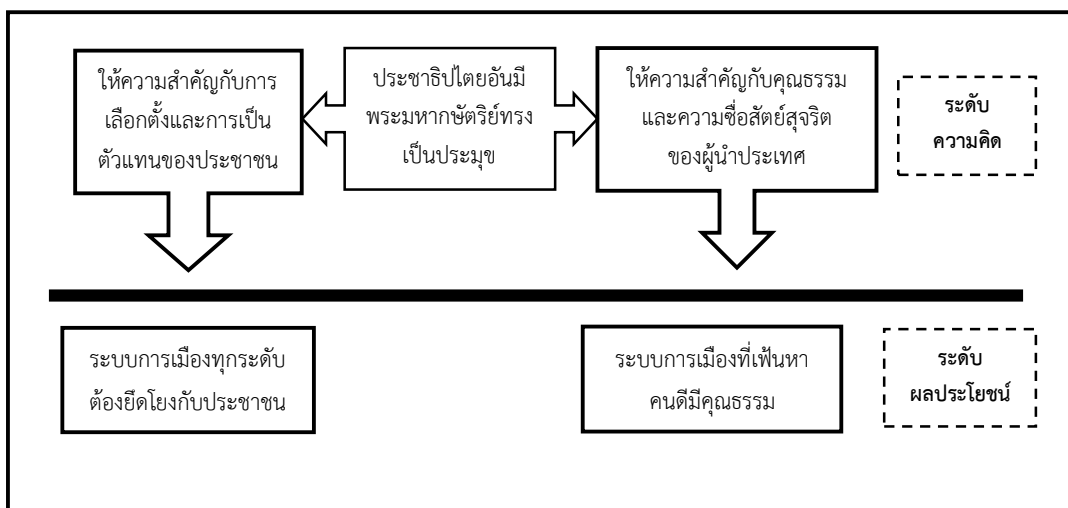 ให้ความสำคัญกับการ
เลือกตั้งและการเป็น
ตัวแทนของประชาชน
ประชาธิปไตยอันมี
พระมหากษัตริย์ทรง
เป็นประมุข
ให้ความสำคัญกับคุณธรรม
และความซื่อสัตย์สุจริต
ของผู้นำประเทศ
ระดับ
ความคิด
ระบบการเมืองทุกระดับ
ต้องยึดโยงกับประชาชน
ระบบการเมืองที่เฟ้นหา
คนดีมีคุณธรรม
ระดับ
ผลประโยชน์